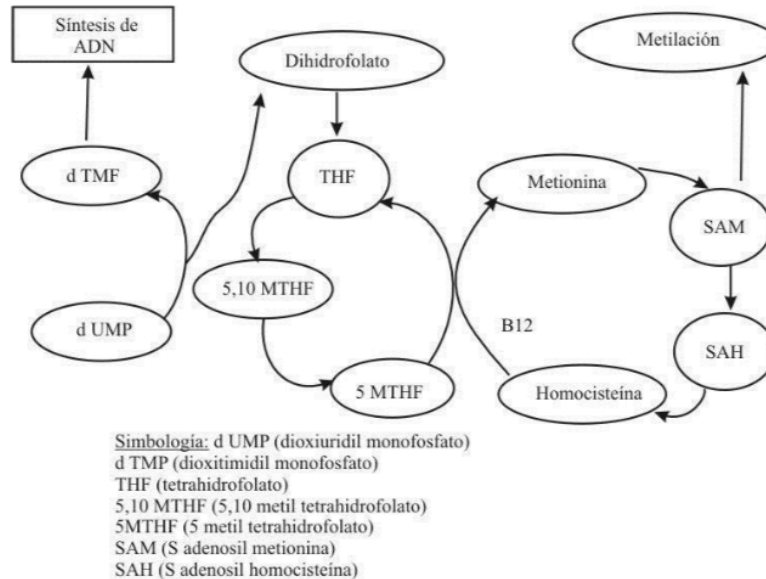 Síntesis de
ADN
Dihidrofolato
Metilación
d TMF
THF
Metionina
SAM
5,10 MTHF
d UMP
B12
SAH
5 MTHF
Homocisteína
Simbología: d UMP (dioxiuridil monofosfato)
d TMP (dioxitimidil monofosfato)
THF (tetrahidrofolato)
5,10 MTHF (5,10 metil tetrahidrofolato)
5MTHF (5 metil tetrahidrofolato)
SAM (S adenosil metionina)
SAH (S adenosil homocisteína)